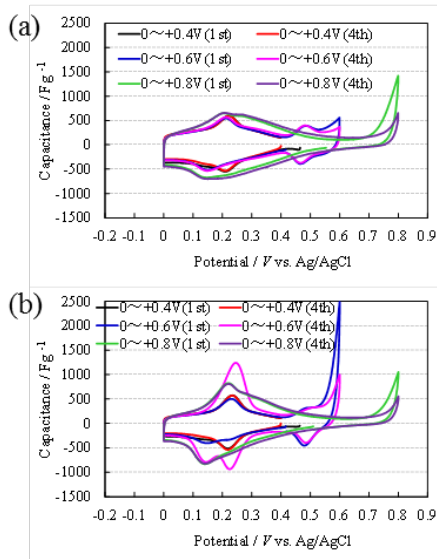 (a)
0～+0.4V (1st) 0～+0.4V (4th)
0～+0.6V (1st) 0～+0.6V (4th)
0～+0.8V (1st) 0～+0.8V (4th)
2500
2000
1500
1000
500
0
-500
-1000
-1500
Capacitance / Fg⁻¹
-0.2 -0.1 0 0.1 0.2 0.3 0.4 0.5 0.6 0.7 0.8 0.9
Potential / V vs. Ag/AgCl
(b)
0～+0.4V (1st) 0～+0.4V (4th)
0～+0.6V (1st) 0～+0.6V (4th)
0～+0.8V (1st) 0～+0.8V (4th)
2500
2000
1500
1000
500
0
-500
-1000
-1500
Capacitance / Fg⁻¹
-0.2 -0.1 0 0.1 0.2 0.3 0.4 0.5 0.6 0.7 0.8 0.9
Potential / V vs. Ag/AgCl